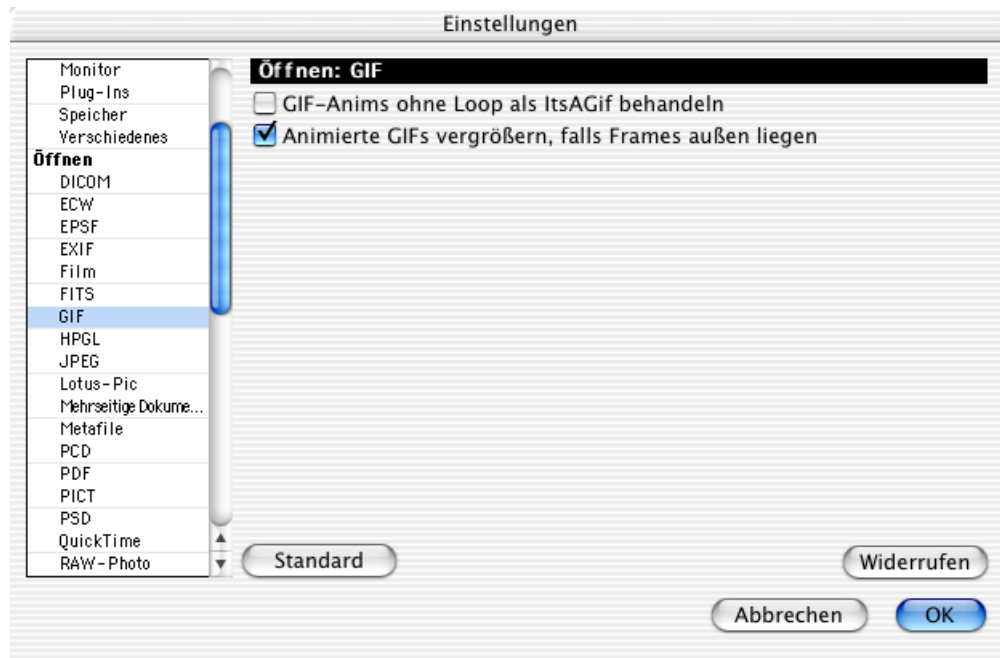 Einstellungen
Monitor
Plug-Ins
Speicher
Verschiedenes
Öffnen
DICOM
ECW
EPSF
EXIF
Film
FITS
GIF
HPGL
JPEG
Lotus-Pic
Mehrseitige Dokume...
Metafile
PCD
PDF
PICT
PSD
QuickTime
RAW-Photo
Öffnen: GIF
GIF-Anims ohne Loop als ItsAGif behandeln
Animierte GIFs vergrößern, falls Frames außen liegen
Standard
Widerrufen
Abbrechen
OK